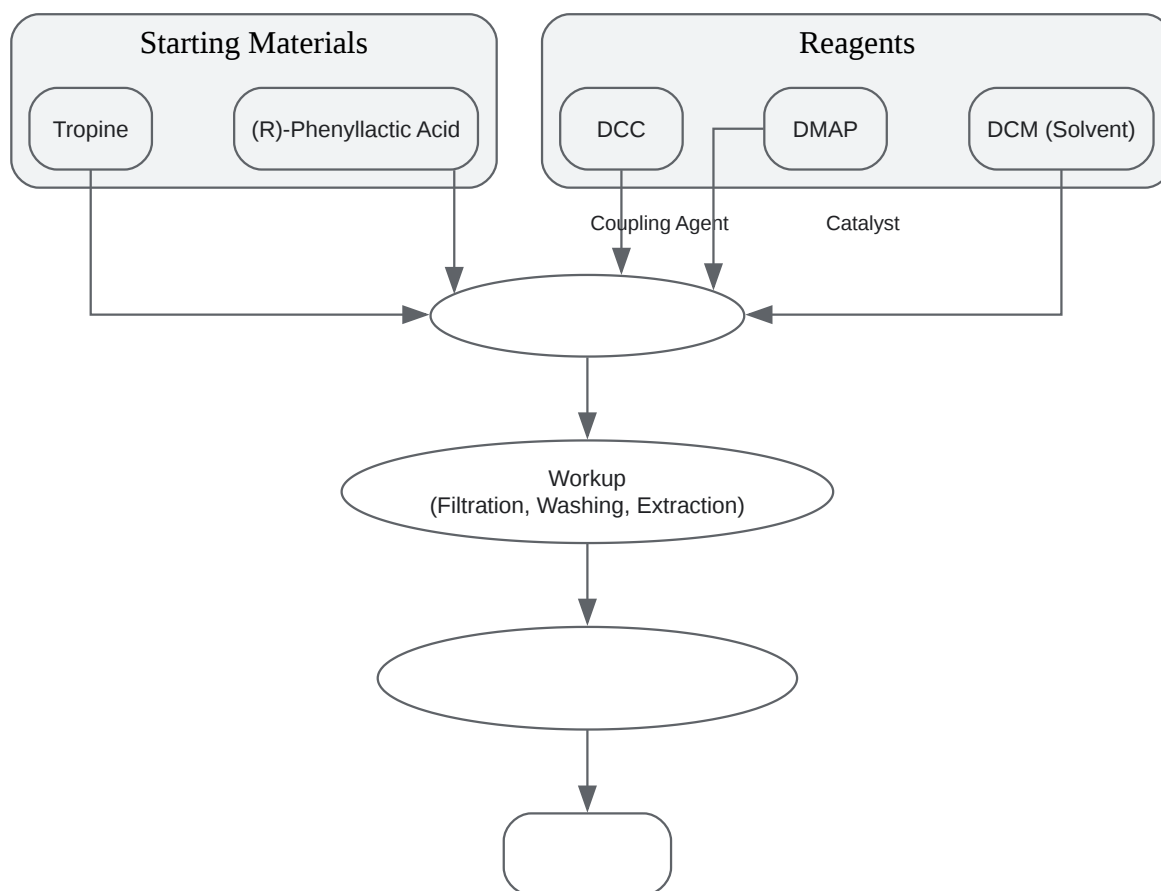 Starting Materials
Reagents
Tropine
(R)-Phenyllactic Acid
DCC
DMAP
DCM (Solvent)
Coupling Agent
Catalyst
Workup
(Filtration, Washing, Extraction)